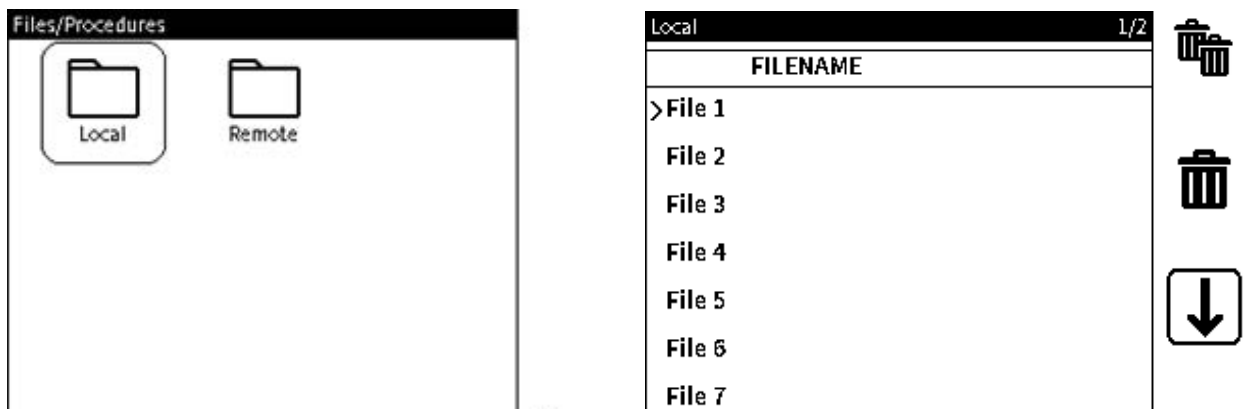 Files/Procedures
Local
Remote
Local 1/2
FILENAME
>File 1
File 2
File 3
File 4
File 5
File 6
File 7